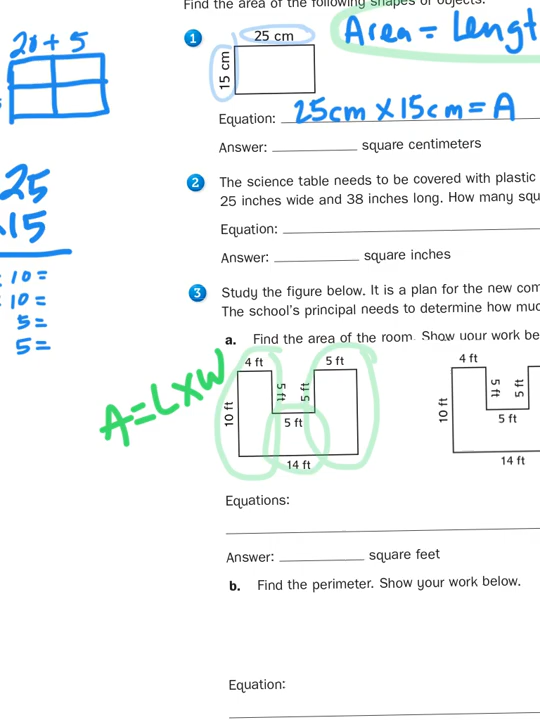 Find the area of the following shapes or objects.
20 + 5
1
25 cm
15 cm
Area = Lengt
Equation: 25cm x 15cm = A
Answer: ____ square centimeters
25
15
10 =
10 =
5 =
5 =
2 The science table needs to be covered with plastic
25 inches wide and 38 inches long. How many squ
Equation: ____
Answer: ____ square inches
3 Study the figure below. It is a plan for the new com
The school's principal needs to determine how muc
a. Find the area of the room. Show your work be
A = L x W
4 ft
5 ft
5 ft
5 ft
10 ft
5 ft
14 ft
4 ft
5 ft
5 ft
10 ft
5 ft
14 ft
Equations:
Answer: ____ square feet
b. Find the perimeter. Show your work below.
Equation: